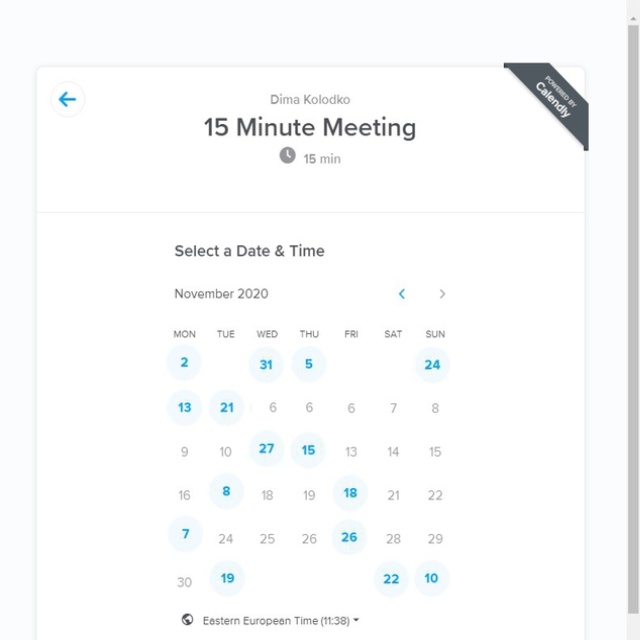 POWERED BY
Calendly
Dima Kolodko
15 Minute Meeting
15 min
Select a Date & Time
November 2020
MON TUE WED THU FRI SAT SUN
2 31 5 24
13 21 6 6 6 7 8
9 10 27 15 13 14 15
16 8 18 19 18 21 22
7 24 25 26 26 28 29
30 19 22 10
Eastern European Time (11:38)